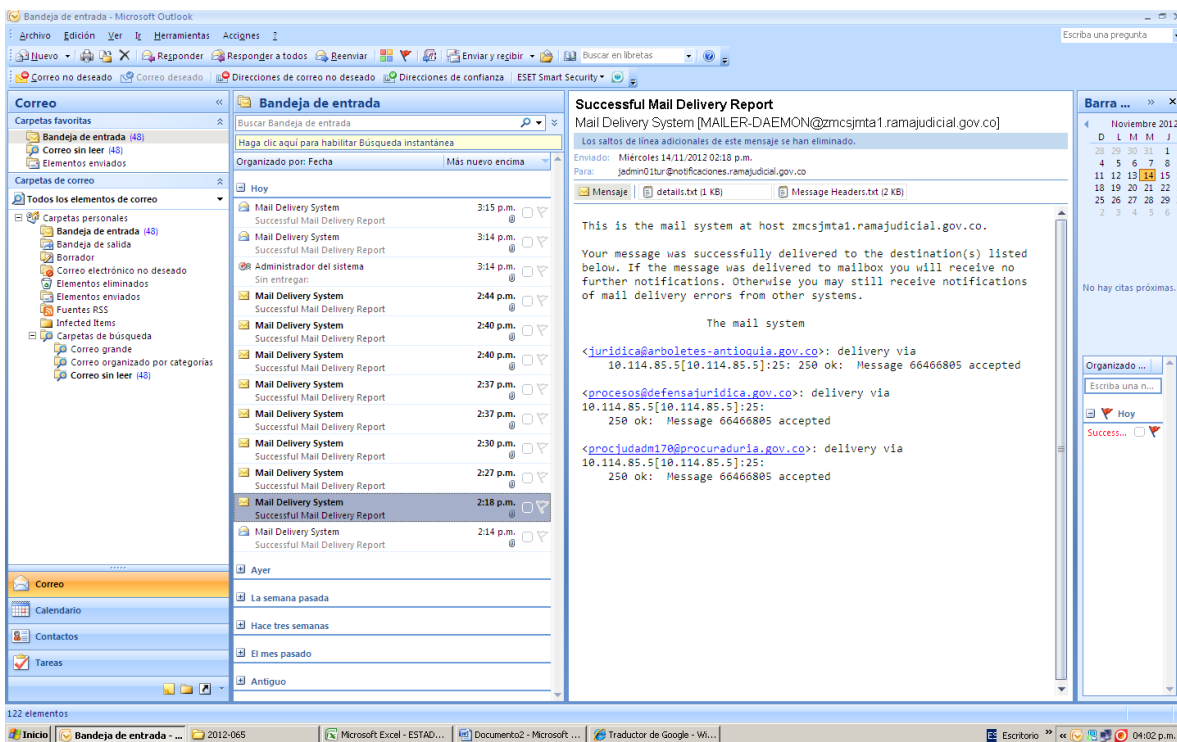 Bandeja de entrada - Microsoft Outlook
Archivo Edición Ver Ir Herramientas Acciones ?
Escriba una pregunta
Nuevo Responder Responder a todos Reenviar Enviar y recibir Buscar en libretas
Correo no deseado Correo deseado Direcciones de correo no deseado Direcciones de confianza ESET Smart Security
Correo «
Carpetas favoritas
Bandeja de entrada (48)
Correo sin leer (48)
Elementos enviados
Carpetas de correo
Todos los elementos de correo
Carpetas personales
Bandeja de entrada (48)
Bandeja de salida
Borrador
Correo electrónico no deseado
Elementos eliminados
Elementos enviados
Fuentes RSS
Infected Items
Carpetas de búsqueda
Correo grande
Correo organizado por categorías
Correo sin leer (48)
Correo
Calendario
Contactos
Tareas
Bandeja de entrada
Buscar Bandeja de entrada
Haga clic aquí para habilitar Búsqueda instantánea
Organizado por: Fecha Más nuevo encima
Hoy
Mail Delivery System 3:15 p.m.
Successful Mail Delivery Report
Mail Delivery System 3:14 p.m.
Successful Mail Delivery Report
Administrador del sistema 3:14 p.m.
Sin entregar:
Mail Delivery System 2:44 p.m.
Successful Mail Delivery Report
Mail Delivery System 2:40 p.m.
Successful Mail Delivery Report
Mail Delivery System 2:40 p.m.
Successful Mail Delivery Report
Mail Delivery System 2:37 p.m.
Successful Mail Delivery Report
Mail Delivery System 2:37 p.m.
Successful Mail Delivery Report
Mail Delivery System 2:30 p.m.
Successful Mail Delivery Report
Mail Delivery System 2:27 p.m.
Successful Mail Delivery Report
Mail Delivery System 2:18 p.m.
Successful Mail Delivery Report
Mail Delivery System 2:14 p.m.
Successful Mail Delivery Report
Ayer
La semana pasada
Hace tres semanas
El mes pasado
Antiguo
Successful Mail Delivery Report
Mail Delivery System [MAILER-DAEMON@zmcsjmta1.ramajudicial.gov.co]
Los saltos de línea adicionales de este mensaje se han eliminado.
Enviado: Miércoles 14/11/2012 02:18 p.m.
Para: jadmin01tur@notificaciones.ramajudicial.gov.co
Mensaje details.txt (1 KB) Message Headers.txt (2 KB)
This is the mail system at host zmcsjmta1.ramajudicial.gov.co.
Your message was successfully delivered to the destination(s) listed
below. If the message was delivered to mailbox you will receive no
further notifications. Otherwise you may still receive notifications
of mail delivery errors from other systems.
The mail system
<juridica@arboletes-antioquia.gov.co>: delivery via
10.114.85.5[10.114.85.5]:25: 250 ok: Message 66466805 accepted
<procesos@defensajuridica.gov.co>: delivery via
10.114.85.5[10.114.85.5]:25:
250 ok: Message 66466805 accepted
<procjudadm170@procuraduria.gov.co>: delivery via
10.114.85.5[10.114.85.5]:25:
250 ok: Message 66466805 accepted
Barra ... » ×
Noviembre 2012
D L M M J
28 29 30 31 1
4 5 6 7 8
11 12 13 14 15
18 19 20 21 22
25 26 27 28 29
2 3 4 5 6
No hay citas próximas.
Organizado ...
Escriba una n...
Hoy
Success...
122 elementos
Inicio Bandeja de entrada - ... 2012-065 Microsoft Excel - ESTAD... Documento2 - Microsoft ... Traductor de Google - Wi... ES Escritorio » « 04:02 p.m.